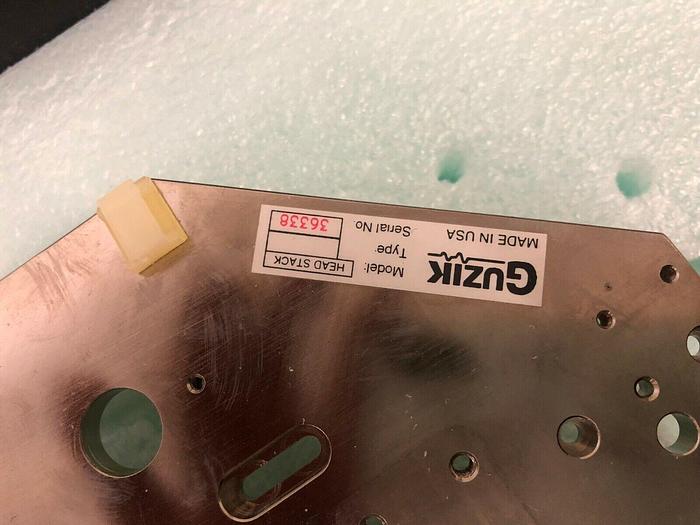 GUZIK
MADE IN USA
Model: HEAD STACK
Type:
Serial No. 36338